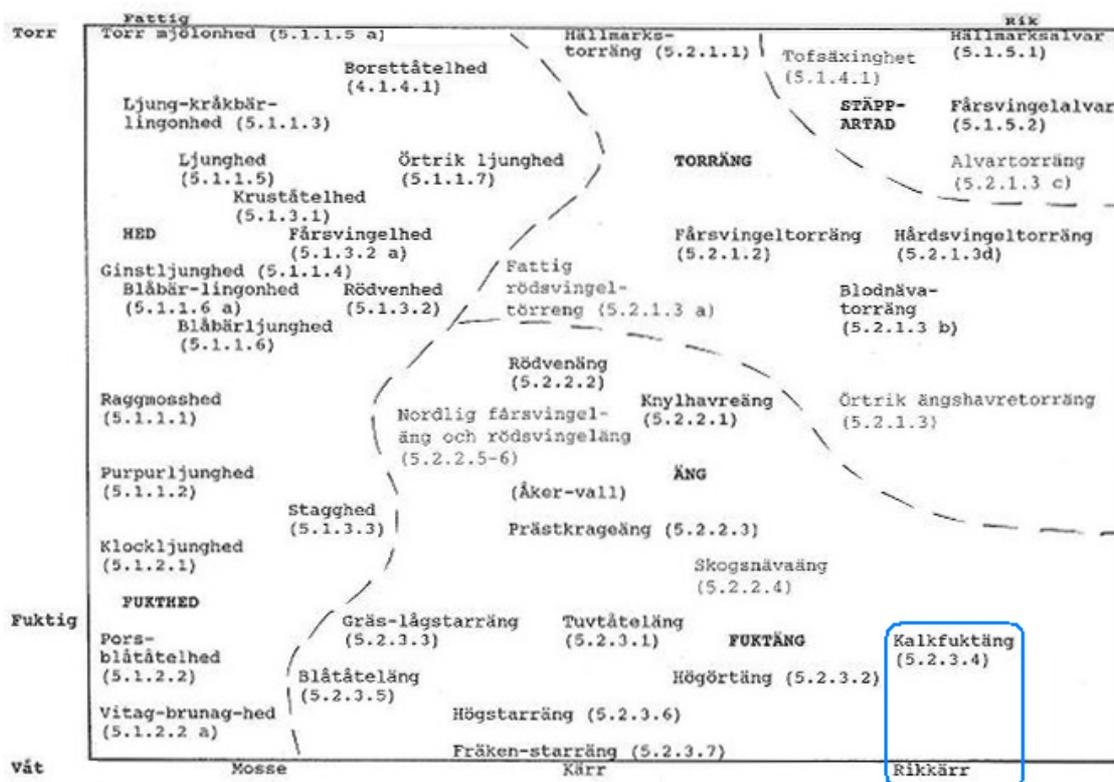 Fattig Rik
Torr
Torr mjölonhed (5.1.1.5 a)
Hällmarks-
torräng (5.2.1.1)
Hällmarksalvar
(5.1.5.1)
Tofsäxinghet
(5.1.4.1)
Borsttåtelhed
(4.1.4.1)
Ljung-kråkbär-
lingonhed (5.1.1.3)
STÄPP-
ARTAD
Fårsvingelalvar
(5.1.5.2)
Ljunghed
(5.1.1.5)
Örtrik ljunghed
(5.1.1.7)
TORRÄNG
Alvartorräng
(5.2.1.3 c)
Kruståtelhed
(5.1.3.1)
HED
Fårsvingelhed
(5.1.3.2 a)
Fårsvingeltorräng
(5.2.1.2)
Hårdsvingeltorräng
(5.2.1.3d)
Ginstljunghed (5.1.1.4)
Fattig
rödsvingel-
törreng (5.2.1.3 a)
Blåbär-lingonhed
(5.1.1.6 a)
Rödvenhed
(5.1.3.2)
Blodnäva-
torräng
(5.2.1.3 b)
Blåbärljunghed
(5.1.1.6)
Rödvenäng
(5.2.2.2)
Raggmosshed
(5.1.1.1)
Knylhavreäng
(5.2.2.1)
Örtrik ängshavretorräng
(5.2.1.3)
Nordlig fårsvingel-
äng och rödsvingeläng
(5.2.2.5-6)
Purpurljunghed
(5.1.1.2)
ÄNG
(Åker-vall)
Stagghed
(5.1.3.3)
Prästkrageäng (5.2.2.3)
Klockljunghed
(5.1.2.1)
Skogsnävaäng
(5.2.2.4)
FUKTHED
Fuktig
Gräs-lågstarräng
(5.2.3.3)
Tuvtåteläng
(5.2.3.1)
FUKTÄNG
Kalkfuktäng
(5.2.3.4)
Pors-
blåtåtelhed
(5.1.2.2)
Blåtåteläng
(5.2.3.5)
Högörtäng (5.2.3.2)
Vitag-brunag-hed
(5.1.2.2 a)
Högstarräng (5.2.3.6)
Fräken-starräng (5.2.3.7)
Våt
Mosse Kärr Rikkärr